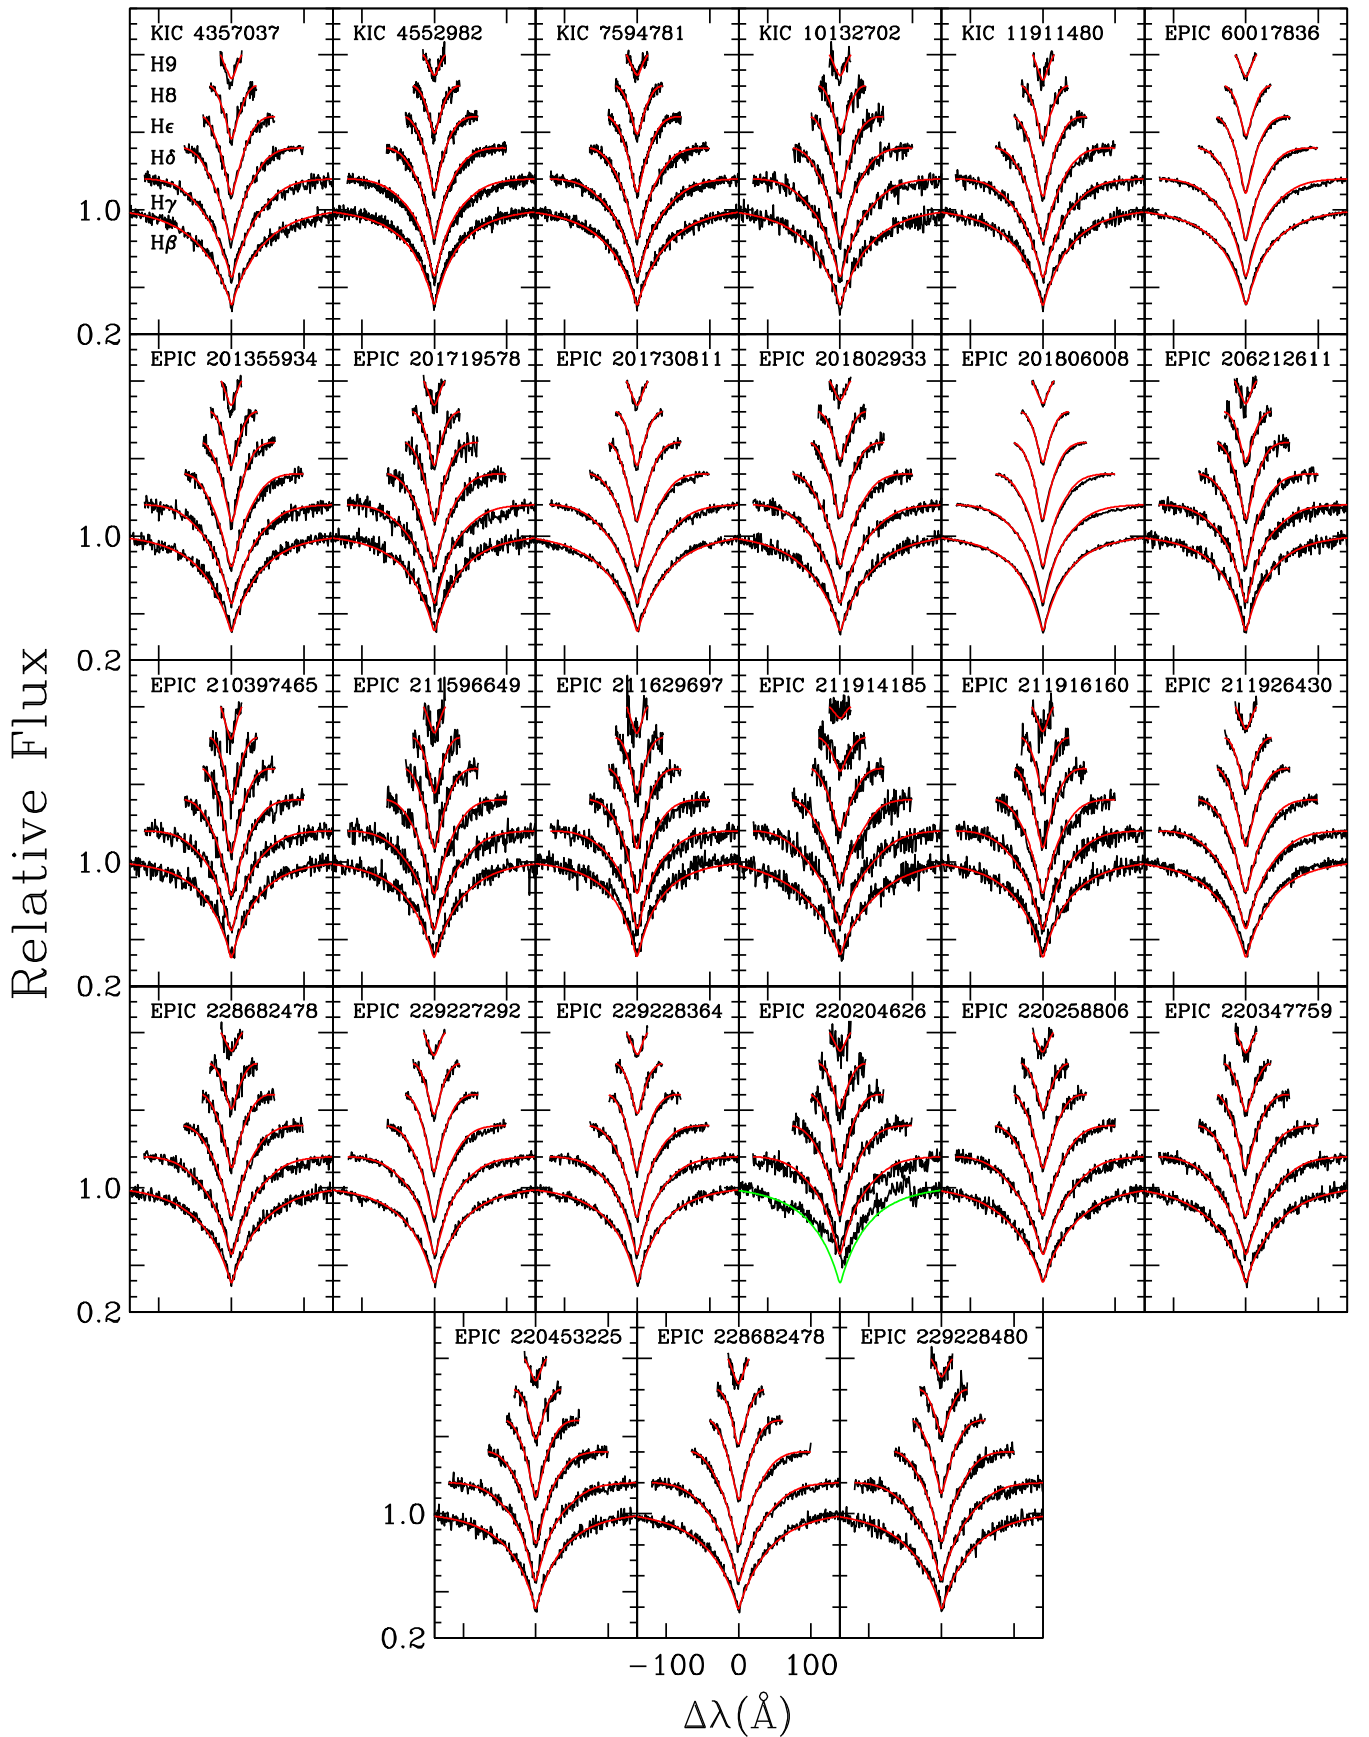 KIC 4357037
KIC 4552982
KIC 7594781
KIC 10132702
KIC 11911480
EPIC 60017836
H9
H8
Hϵ
Hδ
Hγ
Hβ
1.0
0.2
EPIC 201355934
EPIC 201719578
EPIC 201730811
EPIC 201802933
EPIC 201806008
EPIC 206212611
1.0
0.2
EPIC 210397465
EPIC 211596649
EPIC 211629697
EPIC 211914185
EPIC 211916160
EPIC 211926430
1.0
0.2
EPIC 228682478
EPIC 229227292
EPIC 229228364
EPIC 220204626
EPIC 220258806
EPIC 220347759
1.0
0.2
EPIC 220453225
EPIC 228682478
EPIC 229228480
1.0
0.2
−100 0 100
Δλ(Å)
Relative Flux